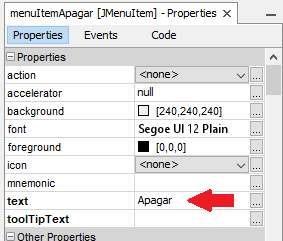 menuItemApagar [JMenuItem] - Properties ×
Properties Events Code
Properties
action <none> ...
accelerator null ...
background [240,240,240] ...
font Segoe UI 12 Plain ...
foreground [0,0,0] ...
icon <none> ...
mnemonic ...
text Apagar ...
toolTipText ...
Other Properties